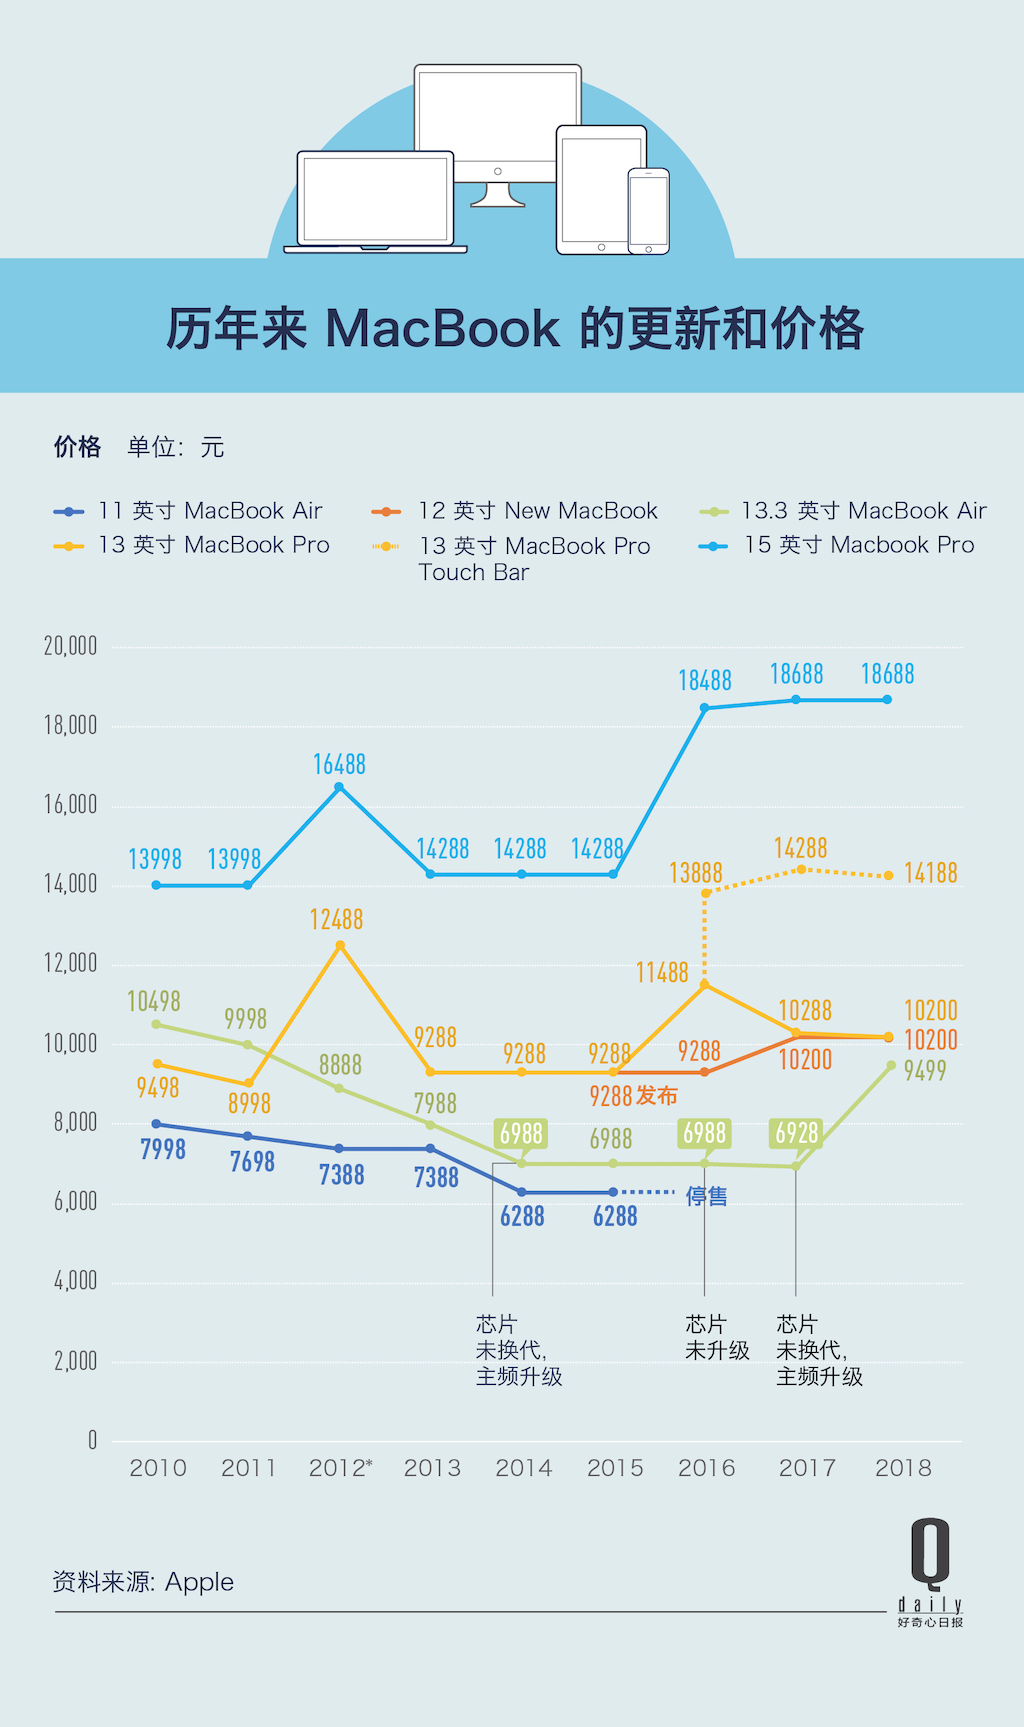 历年来 MacBook 的更新和价格
价格 单位：元
11 英寸 MacBook Air
12 英寸 New MacBook
13.3 英寸 MacBook Air
13 英寸 MacBook Pro
13 英寸 MacBook Pro
Touch Bar
15 英寸 Macbook Pro
20,000
18,000
16,000
14,000
12,000
10,000
8,000
6,000
4,000
2,000
0
13998
13998
16488
14288
14288
14288
18488
18688
18688
13888
14288
14188
9498
8998
12488
9288
9288
9288
11488
10288
10200
9288 发布
9288
10200
10200
10498
9998
8888
7988
6988
6988
6988
6928
9499
7998
7698
7388
7388
6288
6288
停售
芯片
未换代，
主频升级
芯片
未升级
芯片
未换代，
主频升级
2010
2011
2012*
2013
2014
2015
2016
2017
2018
资料来源: Apple
Q
daily
好奇心日报